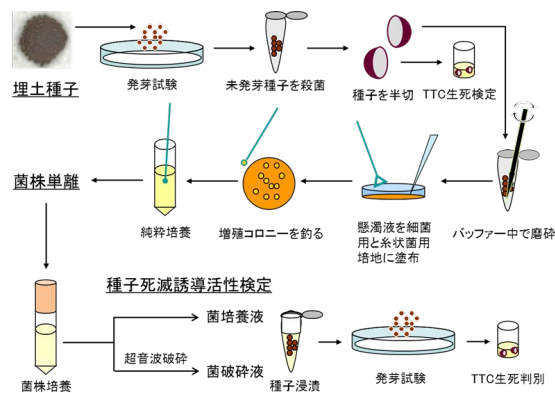 埋土種子
発芽試験
未発芽種子を殺菌
種子を半切
TTC生死検定
菌株単離
純粋培養
増殖コロニーを釣る
懸濁液を細菌
用と糸状菌用
培地に塗布
バッファー中で磨砕
種子死滅誘導活性検定
菌培養液
超音波破砕
菌破砕液
菌株培養
種子浸漬
発芽試験
TTC生死判別